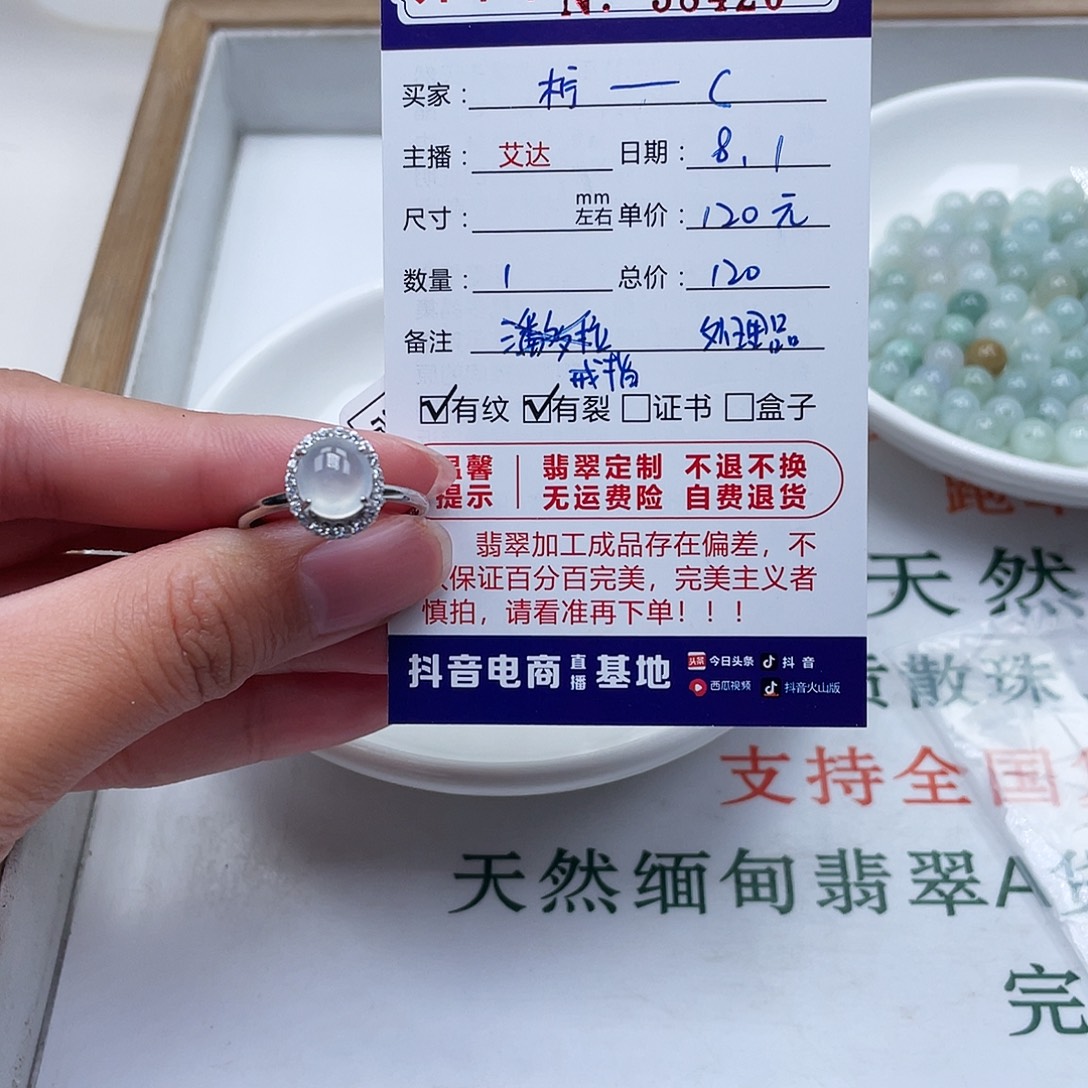 买家： 柠 — C
主播： 艾达 日期： 8.1
尺寸： mm左右 单价： 120元
数量： 1 总价： 120
备注 潘多拉 处理品
戒指
有纹 有裂 证书 盒子
温馨提示 翡翠定制 不退不换
无运费险 自费退货
翡翠加工成品存在偏差，不
保证百分百完美，完美主义者
慎拍，请看准再下单！！！
抖音电商直播基地 今日头条 抖音
西瓜视频 抖音火山版
天然
散珠
支持全国
天然缅甸翡翠A货
完